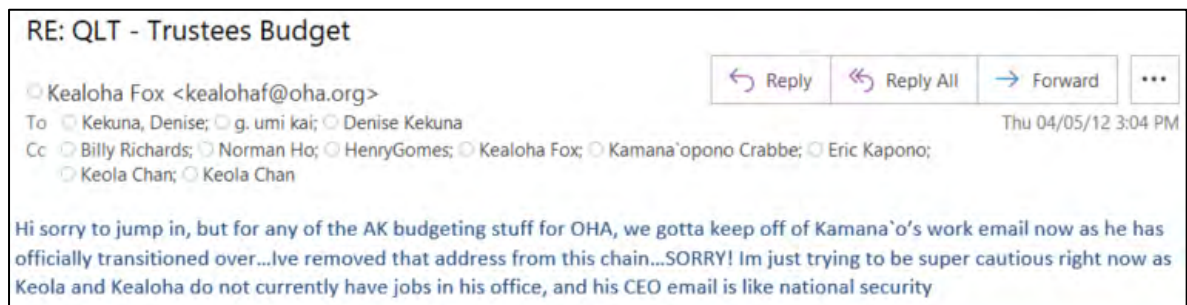 RE: QLT - Trustees Budget
Reply Reply All Forward ...
Kealoha Fox <kealohaf@oha.org>
To Kekuna, Denise; g. umi kai; Denise Kekuna
Thu 04/05/12 3:04 PM
Cc Billy Richards; Norman Ho; HenryGomes; Kealoha Fox; Kamana`opono Crabbe; Eric Kapono;
Keola Chan; Keola Chan
Hi sorry to jump in, but for any of the AK budgeting stuff for OHA, we gotta keep off of Kamana`o's work email now as he has
officially transitioned over...Ive removed that address from this chain...SORRY! Im just trying to be super cautious right now as
Keola and Kealoha do not currently have jobs in his office, and his CEO email is like national security